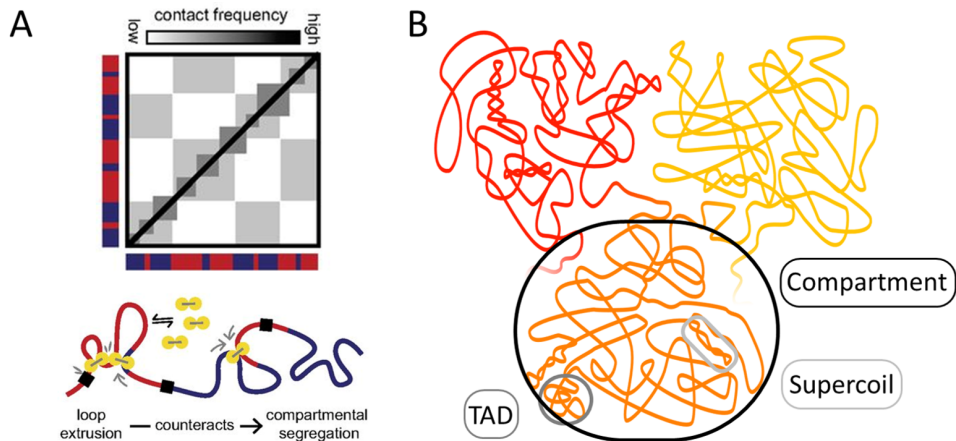 A
contact frequency
low
high
loop
extrusion
counteracts
compartmental
segregation
B
Compartment
Supercoil
TAD